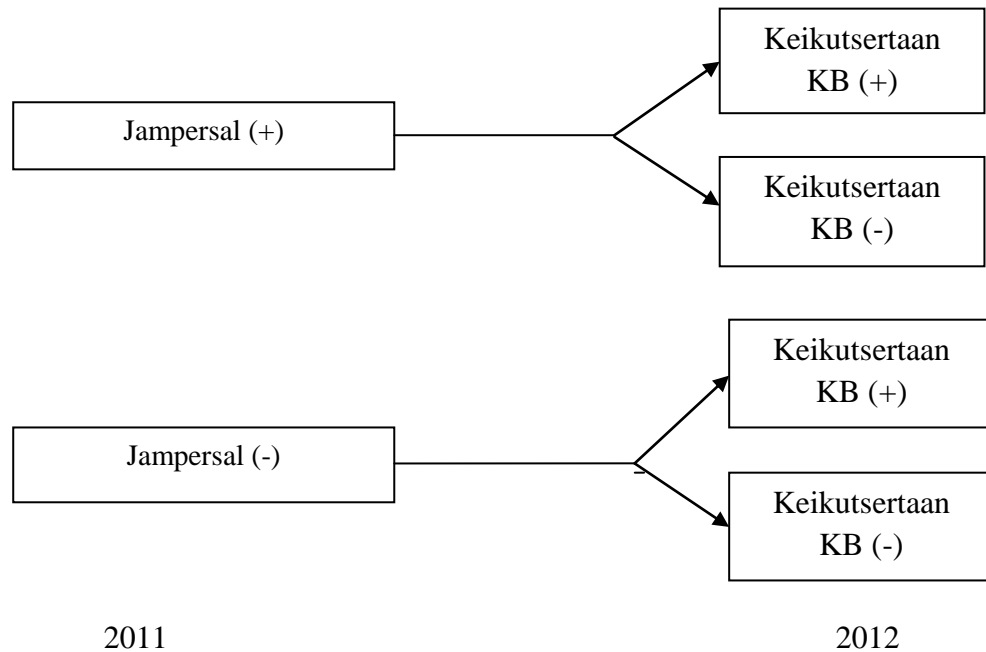 Keikutsertaan
KB (+)
Jampersal (+)
Keikutsertaan
KB (-)
Keikutsertaan
KB (+)
Jampersal (-)
Keikutsertaan
KB (-)
2011
2012